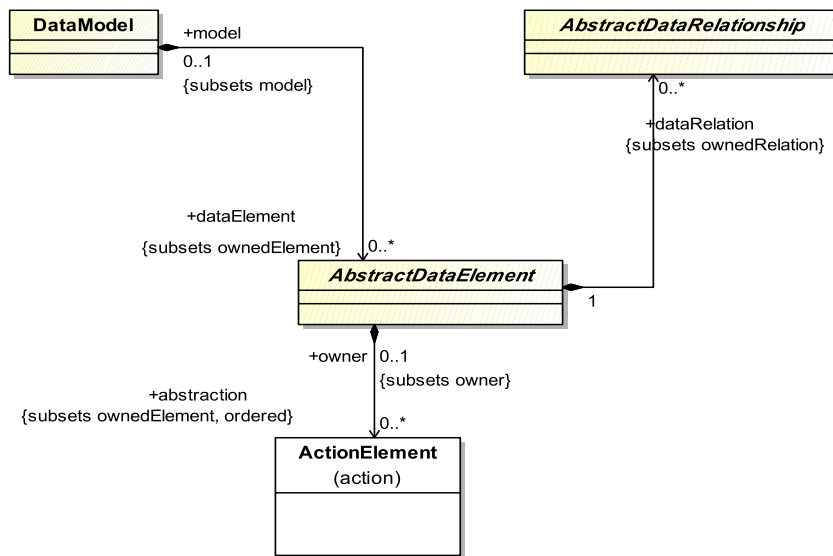 DataModel
AbstractDataRelationship
+model
0..1
{subsets model}
0..*
+dataRelation
{subsets ownedRelation}
+dataElement
{subsets ownedElement}
0..*
AbstractDataElement
1
+owner
0..1
{subsets owner}
+abstraction
{subsets ownedElement, ordered}
0..*
ActionElement
(action)